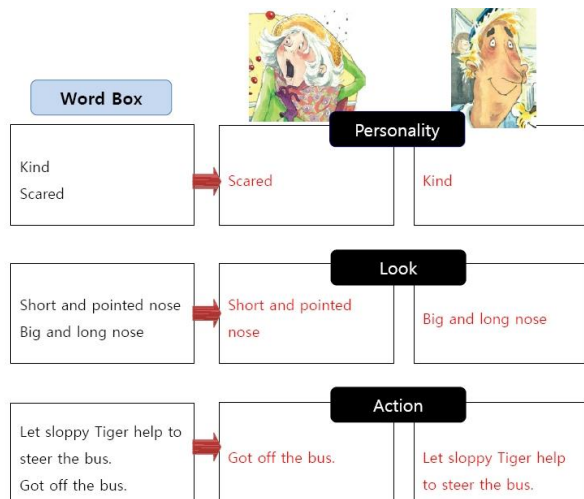 Word Box
Personality
Kind
Scared
Scared
Kind
Look
Short and pointed nose
Big and long nose
Short and pointed
nose
Big and long nose
Action
Let sloppy Tiger help to
steer the bus.
Got off the bus.
Got off the bus.
Let sloppy Tiger help
to steer the bus.